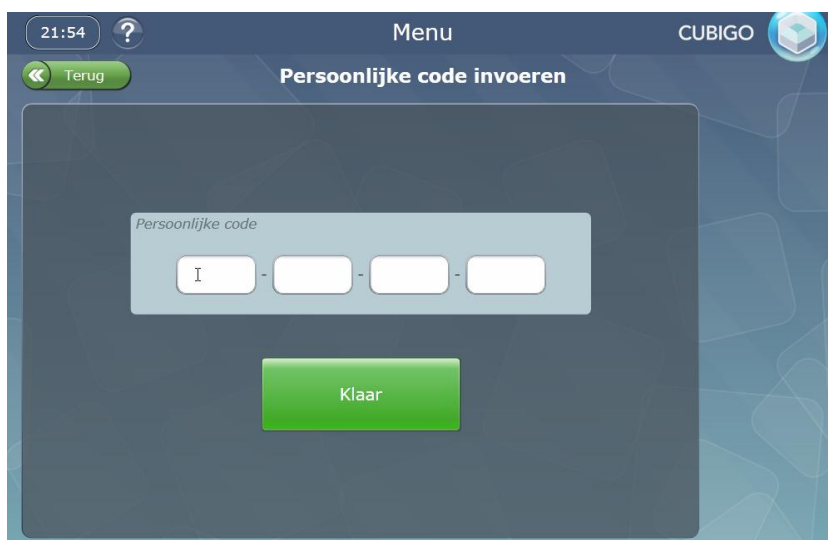 21:54 ? Menu CUBIGO
Terug Persoonlijke code invoeren
Persoonlijke code
- - -
Klaar